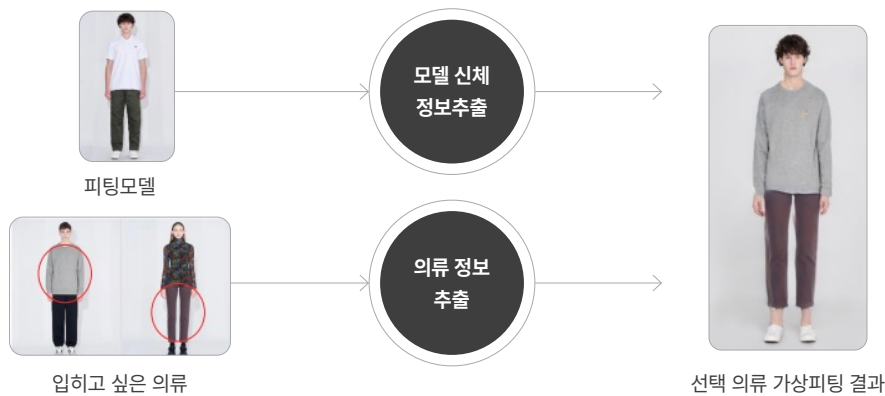 모델 신체
정보추출
피팅모델
의류 정보
추출
입히고 싶은 의류
선택 의류 가상피팅 결과